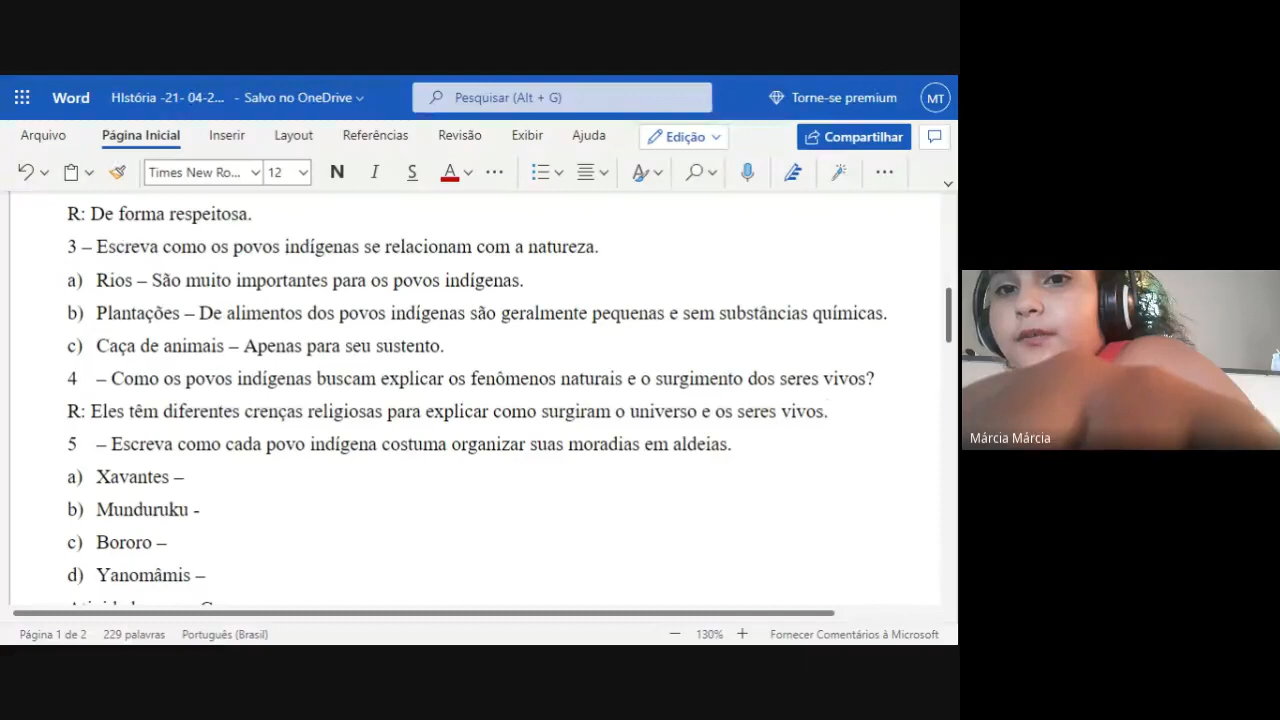 Word HIstória -21- 04-2... - Salvo no OneDrive Pesquisar (Alt + G) Torne-se premium MT
Arquivo Página Inicial Inserir Layout Referências Revisão Exibir Ajuda Edição Compartilhar
Times New Ro... 12 N I S A
R: De forma respeitosa.
3 – Escreva como os povos indígenas se relacionam com a natureza.
a) Rios – São muito importantes para os povos indígenas.
b) Plantações – De alimentos dos povos indígenas são geralmente pequenas e sem substâncias químicas.
c) Caça de animais – Apenas para seu sustento.
4 – Como os povos indígenas buscam explicar os fenômenos naturais e o surgimento dos seres vivos?
R: Eles têm diferentes crenças religiosas para explicar como surgiram o universo e os seres vivos.
5 – Escreva como cada povo indígena costuma organizar suas moradias em aldeias.
a) Xavantes –
b) Munduruku -
c) Bororo –
d) Yanomâmis –
Página 1 de 2 229 palavras Português (Brasil) — 130% + Fornecer Comentários à Microsoft
Márcia Márcia